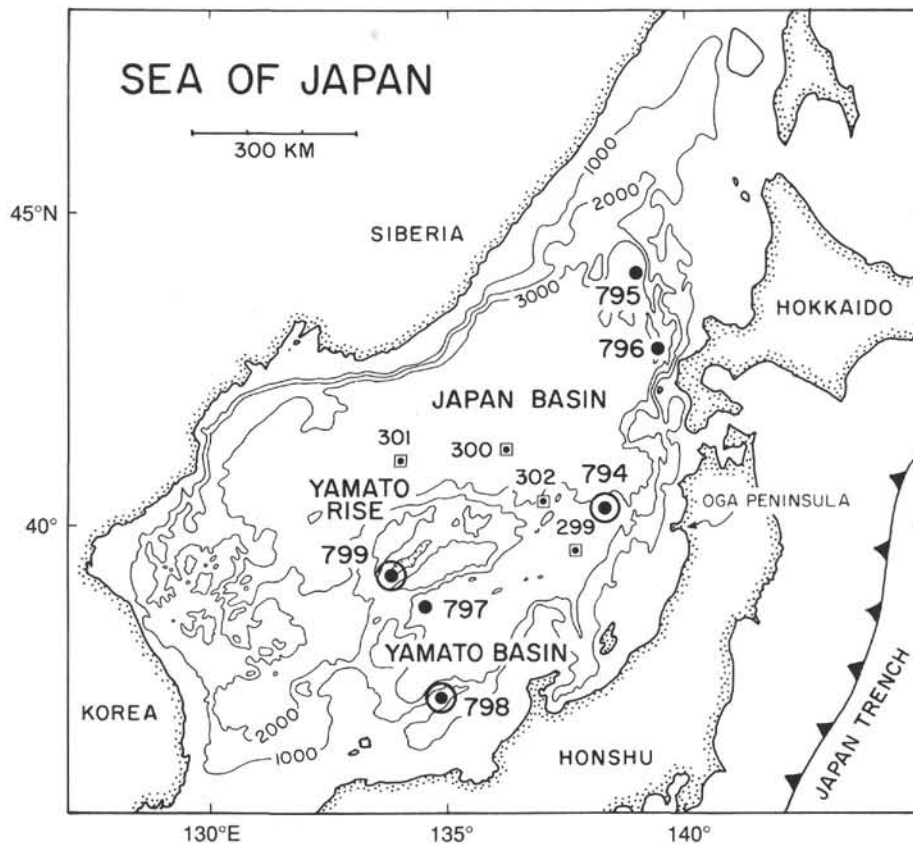 SEA OF JAPAN
300 KM
1000
2000
45°N
SIBERIA
3000
795
HOKKAIDO
796
JAPAN BASIN
301
300
794
302
YAMATO
RISE
OGA PENINSULA
299
40°
799
797
YAMATO BASIN
KOREA
798
2000
1000
HONSHU
JAPAN TRENCH
130°E
135°
140°